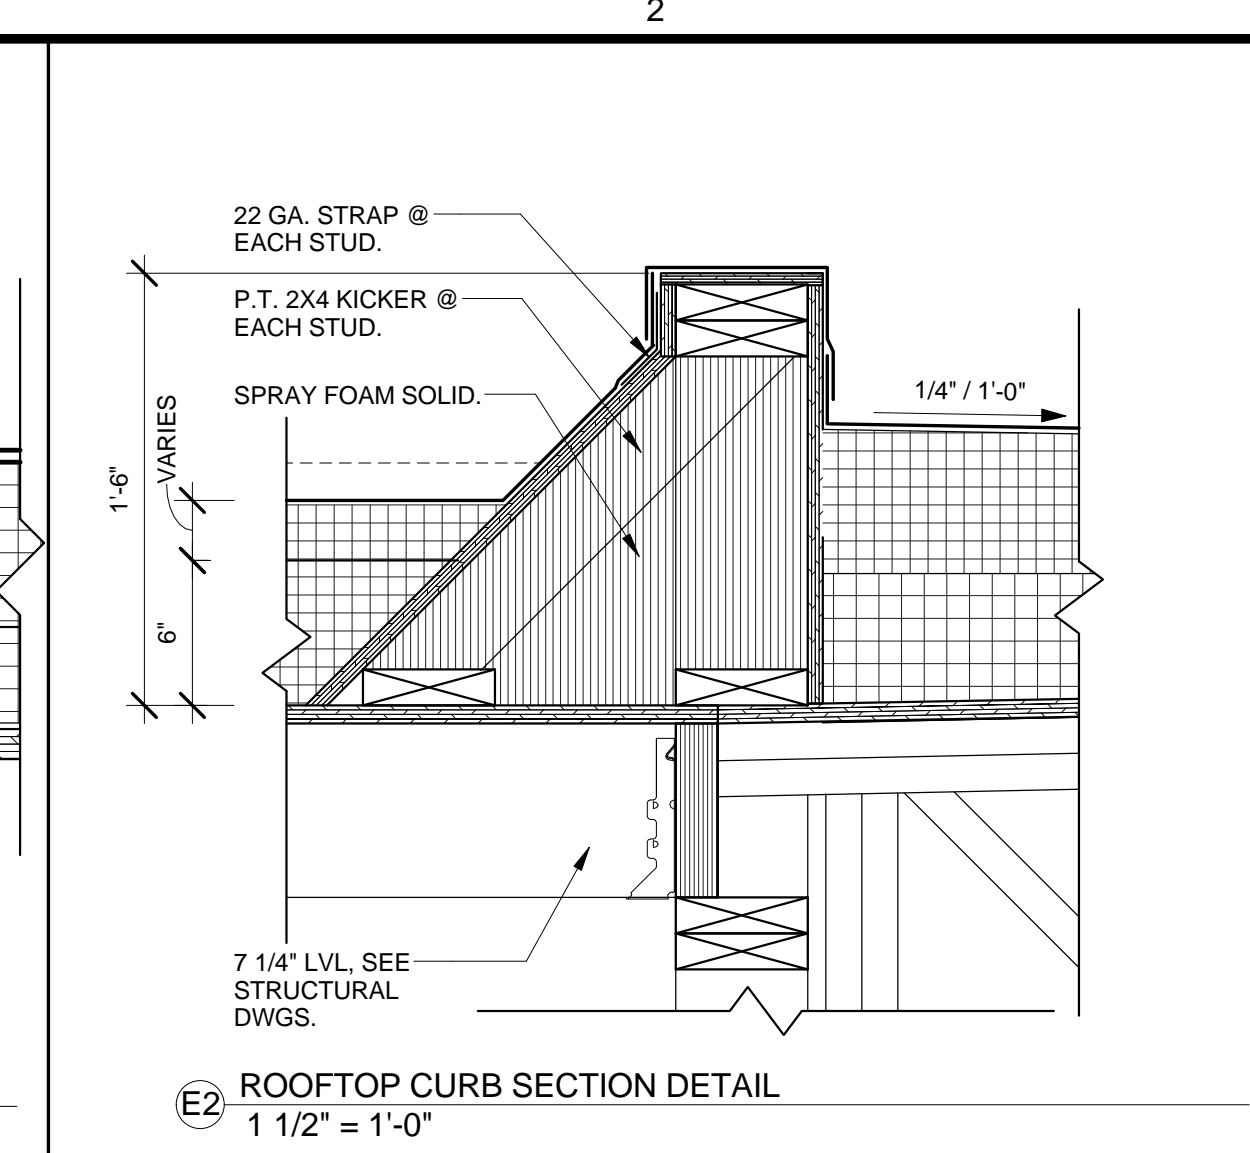 2
22 GA. STRAP @
EACH STUD.
P.T. 2X4 KICKER @
EACH STUD.
SPRAY FOAM SOLID.
1/4" / 1'-0"
VARIES
1'-6"
6"
7 1/4" LVL, SEE
STRUCTURAL
DWGS.
E2
ROOFTOP CURB SECTION DETAIL
1 1/2" = 1'-0"